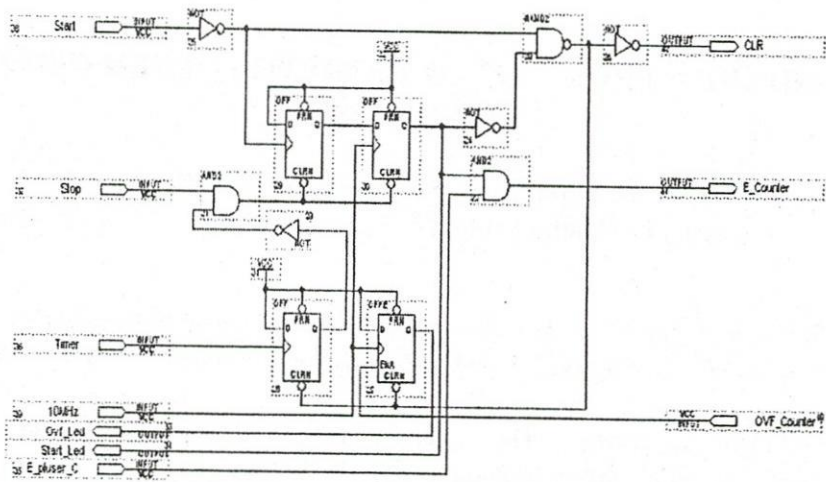 Start
INPUT
VCC
NOT
NAND2
NOT
OUTPUT
CLR
VCC
DFF
DFF
PRN
PRN
D
Q
D
Q
NOT
CLRN
CLRN
AND2
Stop
INPUT
VCC
AND2
OUTPUT
E_Counter
NOT
VCC
DFF
DFFE
PRN
PRN
D
Q
D
Q
Timer
INPUT
VCC
ENA
CLRN
CLRN
10MHz
INPUT
VCC
VCC
INPUT
OVF_Counter
Ovf_Led
OUTPUT
Start_Led
OUTPUT
E_pluser_C
INPUT
VCC